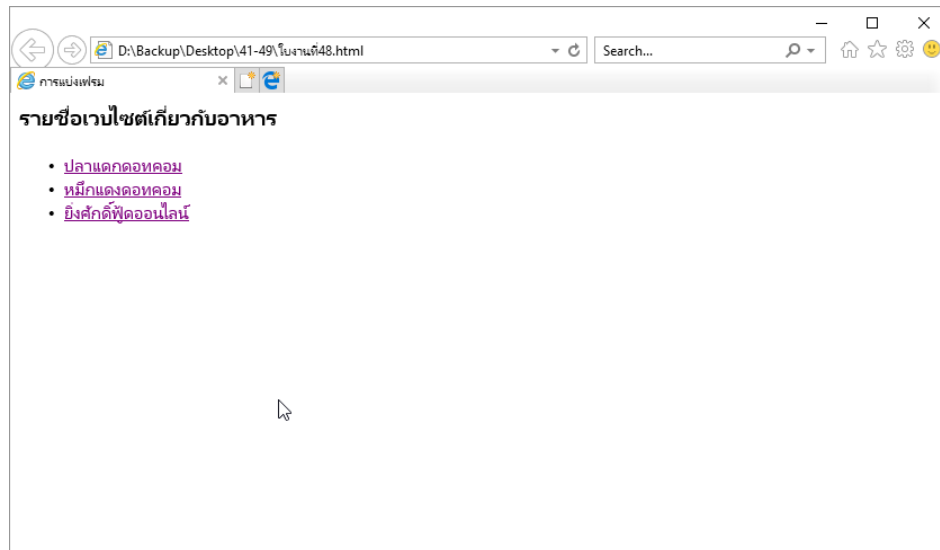 D:\Backup\Desktop\41-49\ใบงานที่48.html
Search...
การแบ่งเฟรม
รายชื่อเวบไซต์เกี่ยวกับอาหาร
• ปลาแดกดอทคอม
• หมึกแดงดอทคอม
• ยิ่งศักดิ์ฟู้ดออนไลน์